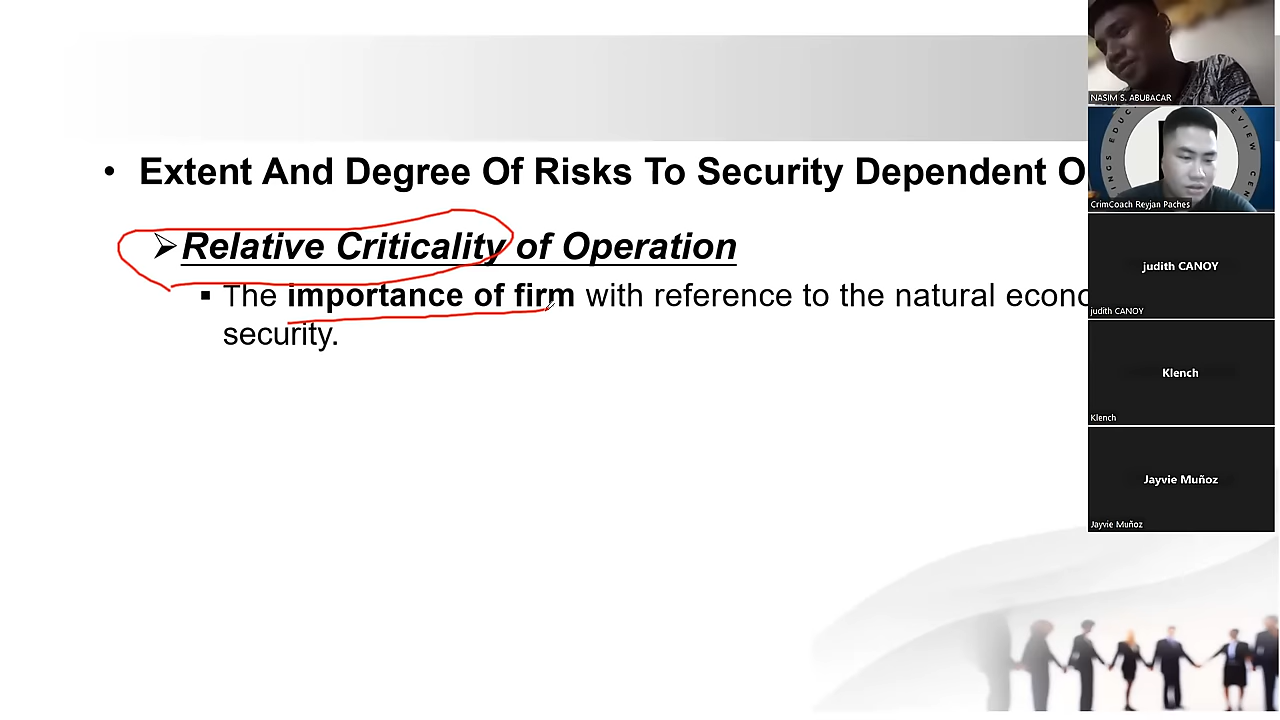 • Extent And Degree Of Risks To Security Dependent O
➢Relative Criticality of Operation
▪ The importance of firm with reference to the natural econo
security.
NASIM S. ABUBACAR
CrimCoach Reyjan Paches
judith CANOY
judith CANOY
Klench
Klench
Jayvie Muñoz
Jayvie Muñoz